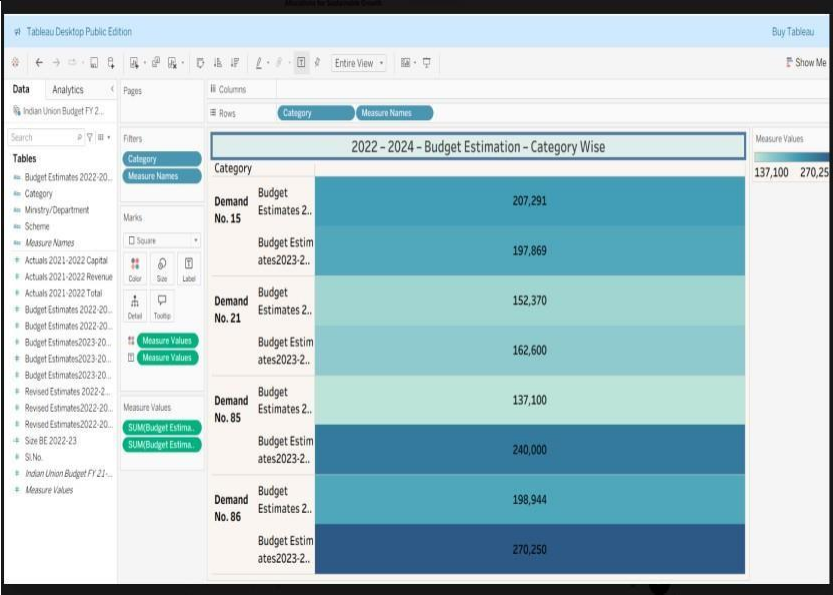 Allocations for Sustainable Growth
Tableau Desktop Public Edition
Buy Tableau
Entire View
Show Me
Data
Analytics
Indian Union Budget FY 2...
Search
Tables
Abc Budget Estimates 2022-20...
Abc Category
Abc Ministry/Department
Abc Scheme
Abc Measure Names
# Actuals 2021-2022 Capital
# Actuals 2021-2022 Revenue
# Actuals 2021-2022 Total
# Budget Estimates 2022-20...
# Budget Estimates 2022-20...
# Budget Estimates2023-20...
# Budget Estimates2023-20...
# Budget Estimates2023-20...
# Revised Estimates 2022-2...
# Revised Estimates2022-20...
# Revised Estimates2022-20...
Size BE 2022-23
# Sl.No.
# Indian Union Budget FY 21-...
# Measure Values
Pages
Filters
Category
Measure Names
Marks
Square
Color Size Label
Detail Tooltip
Measure Values
Measure Values
Measure Values
SUM(Budget Estima..
SUM(Budget Estima..
Columns
Rows
Category Measure Names
2022 – 2024 – Budget Estimation – Category Wise
Category
Demand No. 15
Budget Estimates 2..
207,291
Budget Estimates2023-2..
197,869
Demand No. 21
Budget Estimates 2..
152,370
Budget Estimates2023-2..
162,600
Demand No. 85
Budget Estimates 2..
137,100
Budget Estimates2023-2..
240,000
Demand No. 86
Budget Estimates 2..
198,944
Budget Estimates2023-2..
270,250
Measure Values
137,100 270,25